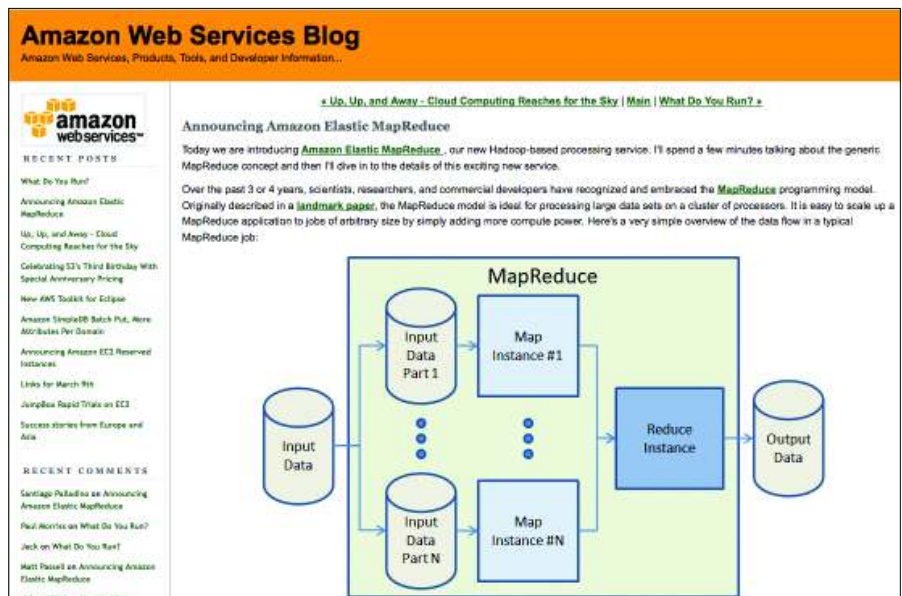 Amazon Web Services Blog
Amazon Web Services, Products, Tools, and Developer Information...
amazon
webservices™
RECENT POSTS
What Do You Run?
Announcing Amazon Elastic
MapReduce
Up, Up, and Away - Cloud
Computing Reaches for the Sky
Celebrating S3's Third Birthday With
Special Anniversary Pricing
New AWS Toolkit for Eclipse
Amazon SimpleDB Batch Put, More
Attributes Per Domain
Announcing Amazon EC2 Reserved
Instances
Links for March 9th
JumpBox Rapid Trials on EC2
Success stories from Europe and
Asia
RECENT COMMENTS
Santiago Palladino on Announcing
Amazon Elastic MapReduce
Paul Morriss on What Do You Run?
Jack on What Do You Run?
Matt Passell on Announcing Amazon
Elastic MapReduce
« Up, Up, and Away - Cloud Computing Reaches for the Sky | Main | What Do You Run? »
Announcing Amazon Elastic MapReduce
Today we are introducing Amazon Elastic MapReduce , our new Hadoop-based processing service. I'll spend a few minutes talking about the generic
MapReduce concept and then I'll dive in to the details of this exciting new service.
Over the past 3 or 4 years, scientists, researchers, and commercial developers have recognized and embraced the MapReduce programming model.
Originally described in a landmark paper, the MapReduce model is ideal for processing large data sets on a cluster of processors. It is easy to scale up a
MapReduce application to jobs of arbitrary size by simply adding more compute power. Here's a very simple overview of the data flow in a typical
MapReduce job:
MapReduce
Input
Data
Part 1
Map
Instance #1
Input
Data
Reduce
Instance
Output
Data
Input
Data
Part N
Map
Instance #N